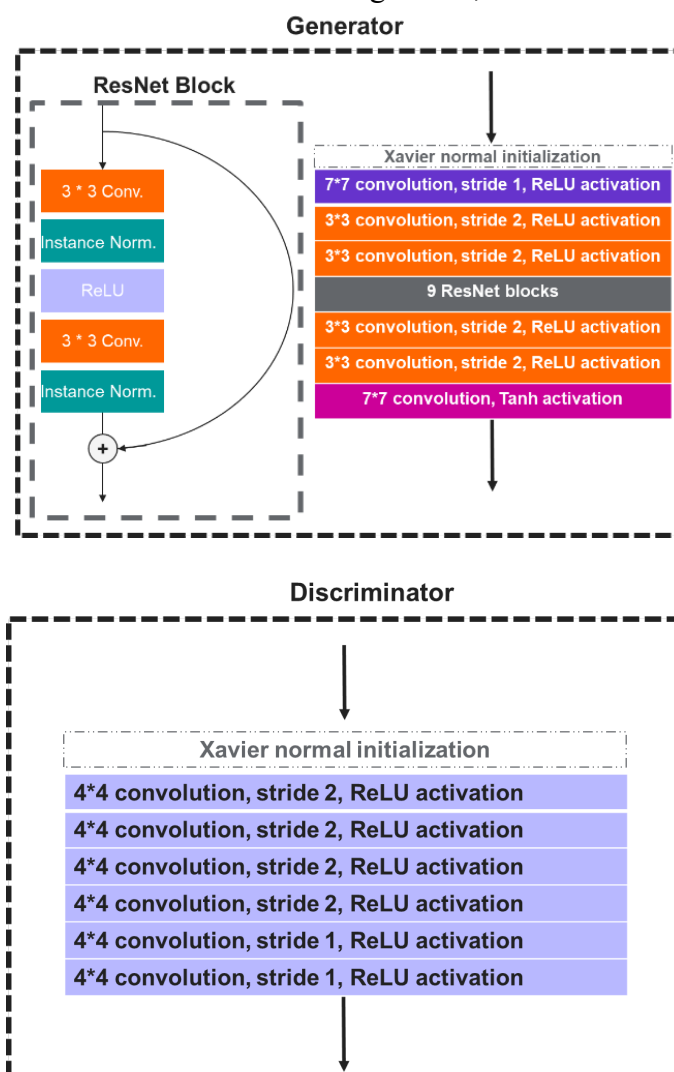 Generator
ResNet Block
3 * 3 Conv.
Instance Norm.
ReLU
3 * 3 Conv.
Instance Norm.
+
Xavier normal initialization
7*7 convolution, stride 1, ReLU activation
3*3 convolution, stride 2, ReLU activation
3*3 convolution, stride 2, ReLU activation
9 ResNet blocks
3*3 convolution, stride 2, ReLU activation
3*3 convolution, stride 2, ReLU activation
7*7 convolution, Tanh activation
Discriminator
Xavier normal initialization
4*4 convolution, stride 2, ReLU activation
4*4 convolution, stride 2, ReLU activation
4*4 convolution, stride 2, ReLU activation
4*4 convolution, stride 2, ReLU activation
4*4 convolution, stride 1, ReLU activation
4*4 convolution, stride 1, ReLU activation